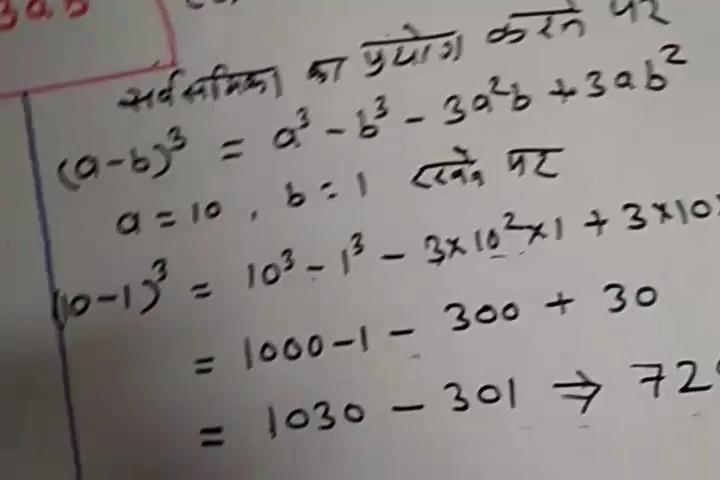 3ab
सर्वसमिका का प्रयोग करने पर
(a-b)³ = a³ - b³ - 3a²b + 3ab²
a = 10 , b = 1 रखने पर
(10-1)³ = 10³ - 1³ - 3×10²×1 + 3×10
= 1000-1 - 300 + 30
= 1030 - 301 ⇒ 72